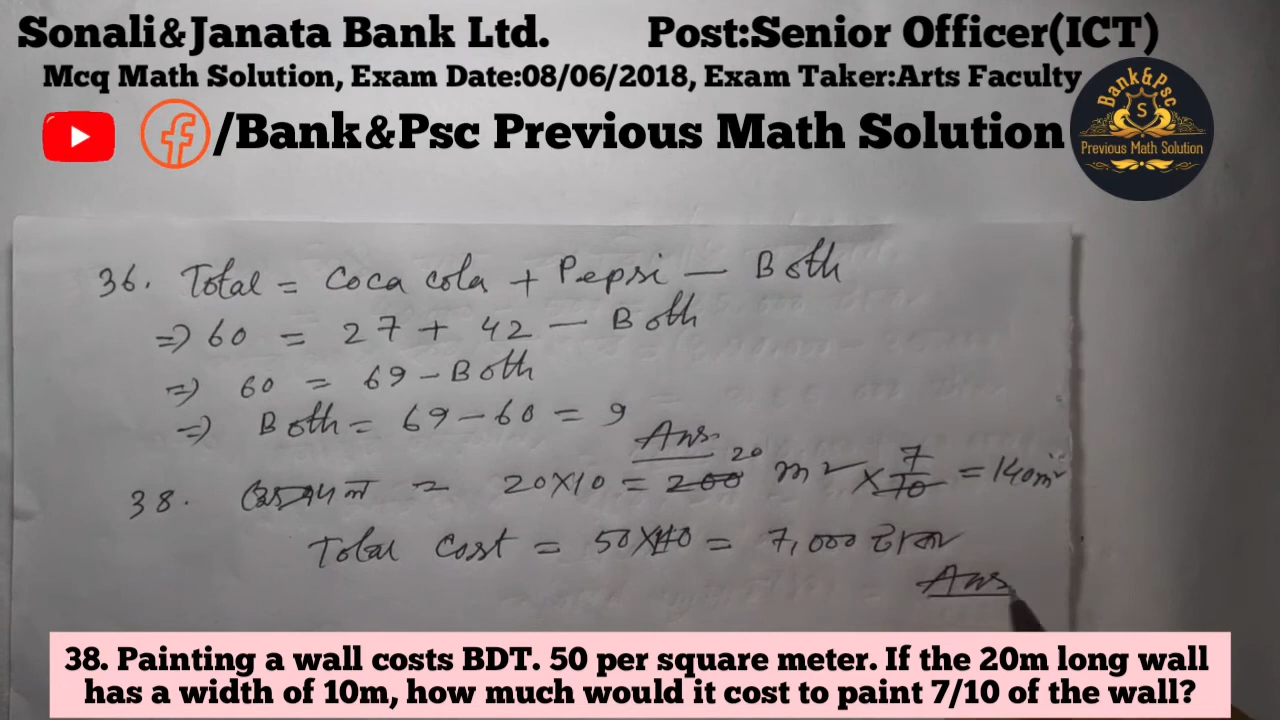 Sonali&Janata Bank Ltd. Post:Senior Officer(ICT)
Mcq Math Solution, Exam Date:08/06/2018, Exam Taker:Arts Faculty
/Bank&Psc Previous Math Solution
Bank&Psc
S
Previous Math Solution
36. Total = Coca cola + Pepsi — Both
=> 60 = 27 + 42 — Both
=> 60 = 69 - Both
=> Both = 69 - 60 = 9
Ans
38. ক্ষেত্রফল = 20×10 = 200 20 m² × 7/10 = 140m²
Total Cost = 50×140 = 7,000 টাকা
Ans
38. Painting a wall costs BDT. 50 per square meter. If the 20m long wall
has a width of 10m, how much would it cost to paint 7/10 of the wall?